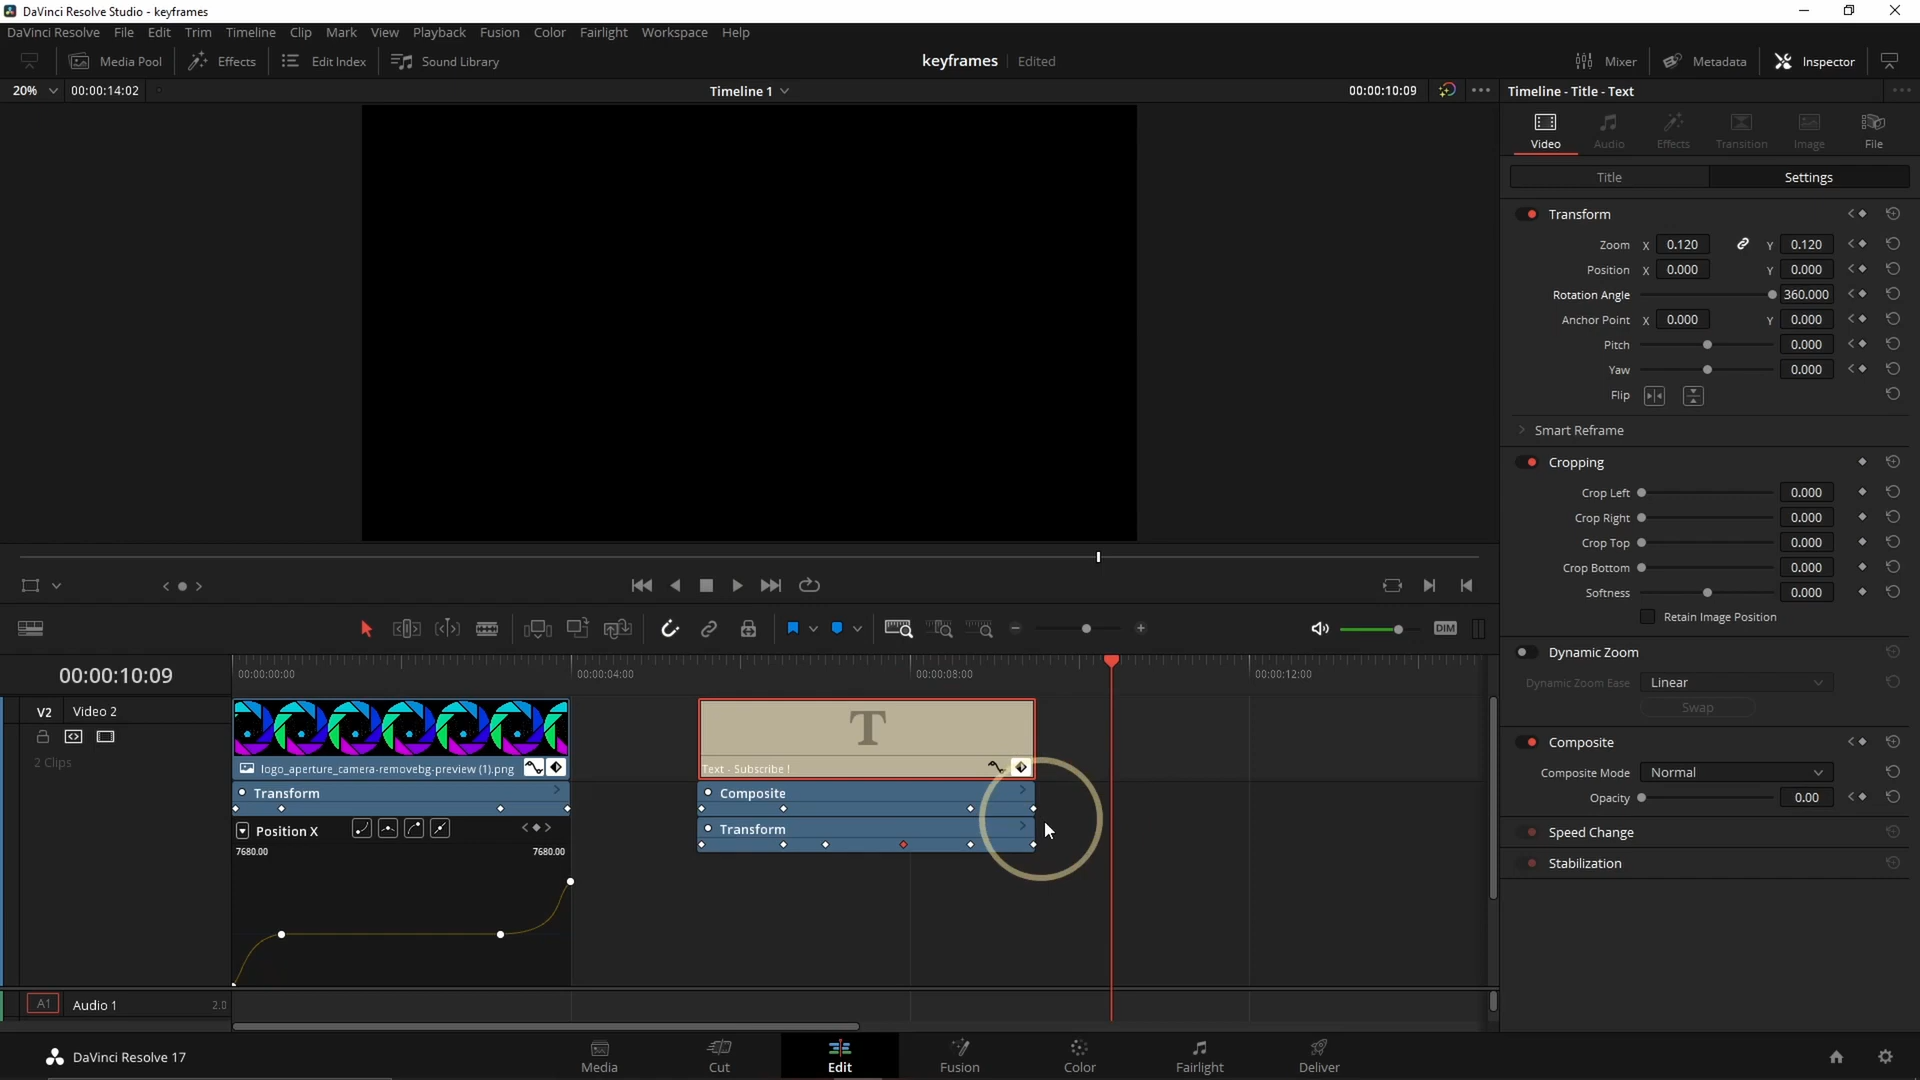 DaVinci Resolve Studio - keyframes
DaVinci Resolve File Edit Trim Timeline Clip Mark View Playback Fusion Color Fairlight Workspace Help
Media Pool Effects Edit Index Sound Library keyframes Edited Mixer Metadata Inspector
20% 00:00:14:02 Timeline 1 00:00:10:09 Timeline - Title - Text
Video Audio Effects Transition Image File
Title Settings
Transform
Zoom X 0.120 Y 0.120
Position X 0.000 Y 0.000
Rotation Angle 360.000
Anchor Point X 0.000 Y 0.000
Pitch 0.000
Yaw 0.000
Flip
Smart Reframe
Cropping
Crop Left 0.000
Crop Right 0.000
Crop Top 0.000
Crop Bottom 0.000
Softness 0.000
Retain Image Position
Dynamic Zoom
Dynamic Zoom Ease Linear
Swap
Composite
Composite Mode Normal
Opacity 0.00
Speed Change
Stabilization
DIM
00:00:10:09 00:00:00:00 00:00:04:00 00:00:08:00 00:00:12:00
V2 Video 2
2 Clips
T
logo_aperture_camera-removebg-preview (1).png Text - Subscribe !
Transform Composite
Position X Transform
7680.00 7680.00
A1 Audio 1 2.0
DaVinci Resolve 17 Media Cut Edit Fusion Color Fairlight Deliver